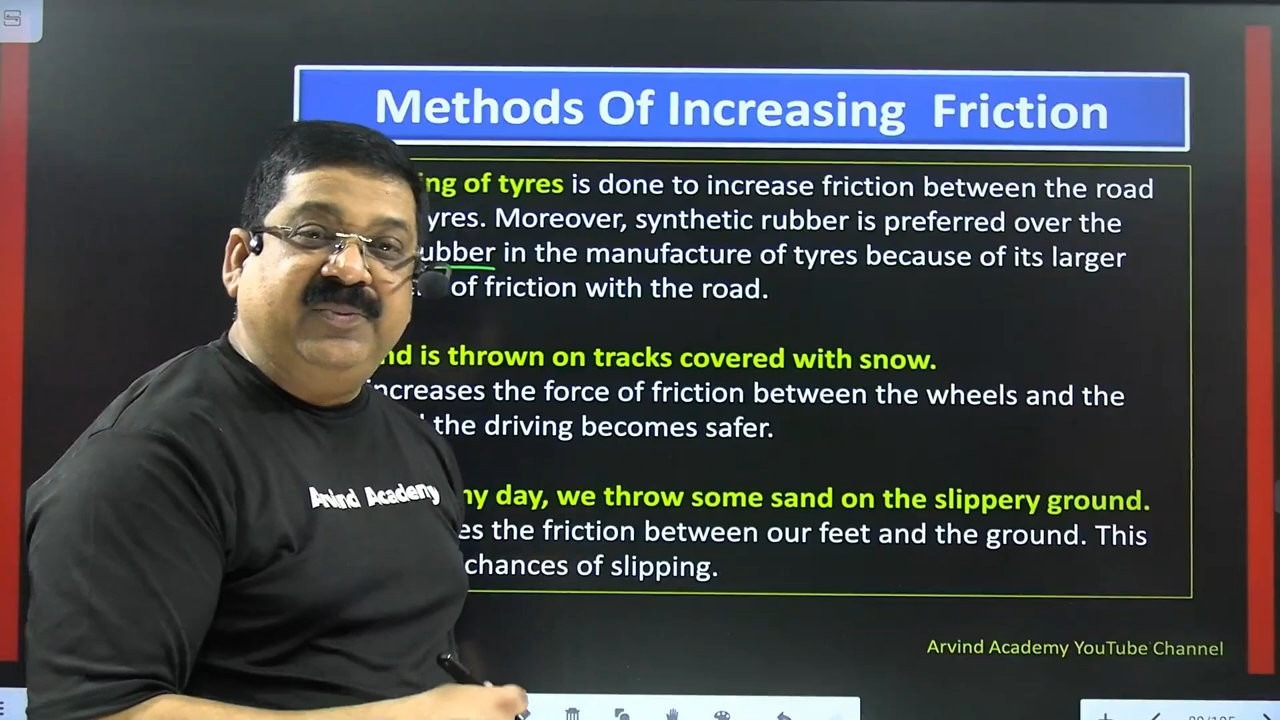 Methods Of Increasing Friction
ing of tyres is done to increase friction between the road
yres. Moreover, synthetic rubber is preferred over the
ubber in the manufacture of tyres because of its larger
of friction with the road.
nd is thrown on tracks covered with snow.
increases the force of friction between the wheels and the
the driving becomes safer.
ny day, we throw some sand on the slippery ground.
es the friction between our feet and the ground. This
chances of slipping.
Arvind Academy
Arvind Academy YouTube Channel